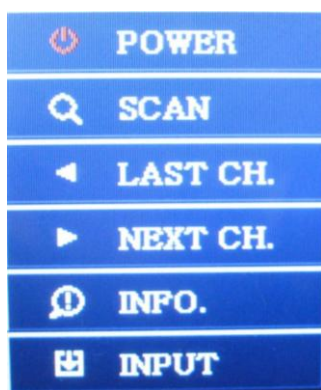 POWER
SCAN
LAST CH.
NEXT CH.
INFO.
INPUT